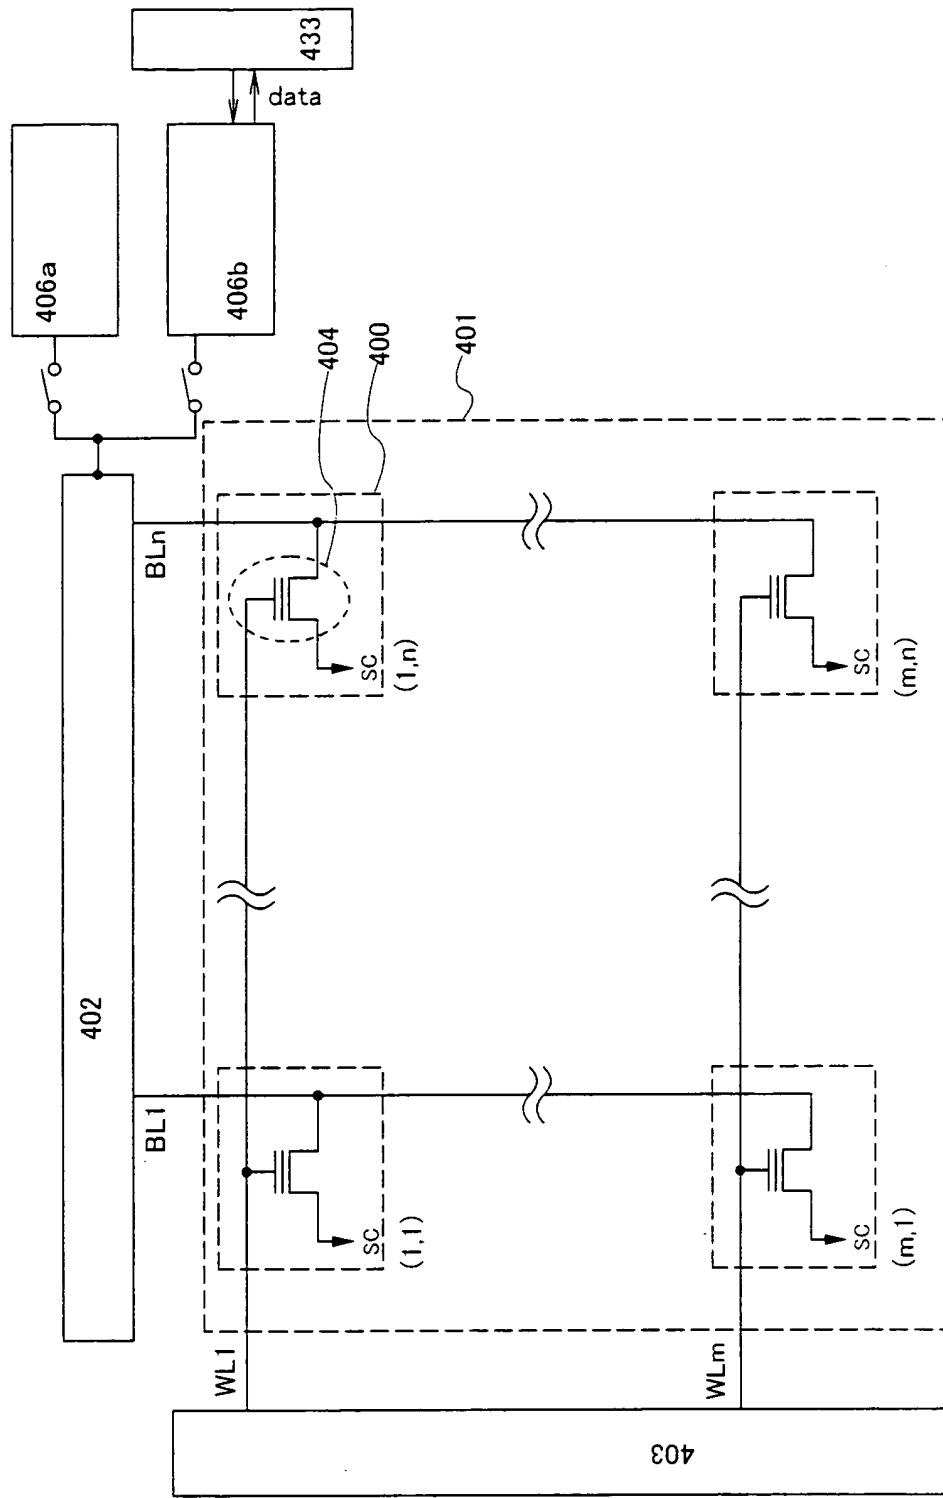 433
data
406a
406b
404
400
401
402
BL1
BLn
WL1
WLm
403
SC
(1,1)
SC
(1,n)
SC
(m,1)
SC
(m,n)